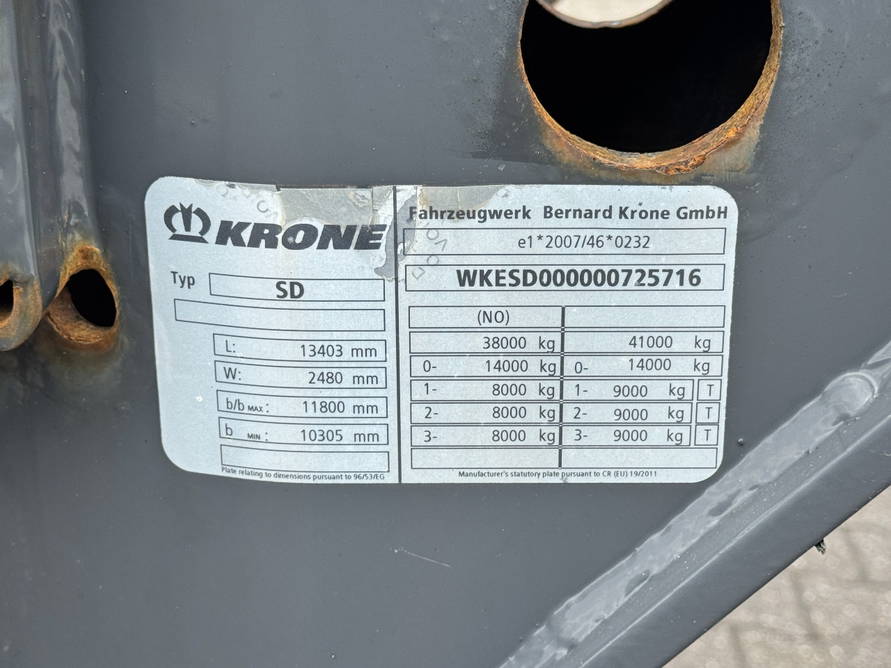 KRONE
Typ SD
L: 13403 mm
W: 2480 mm
b/b MAX: 11800 mm
b MIN: 10305 mm
Plate relating to dimensions pursuant to 96/53/EG
Fahrzeugwerk Bernard Krone GmbH
e1*2007/46*0232
WKESD000000725716
(NO)
38000 kg 41000 kg
0- 14000 kg 0- 14000 kg
1- 8000 kg 1- 9000 kg T
2- 8000 kg 2- 9000 kg T
3- 8000 kg 3- 9000 kg T
Manufacturer's statutory plate pursuant to CR (EU) 19/2011